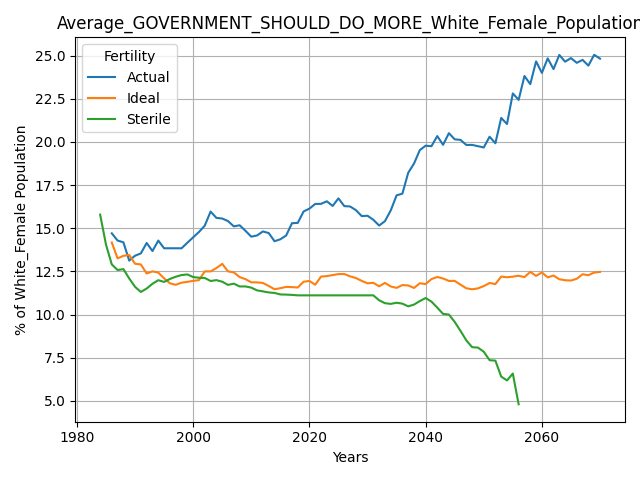 Average_GOVERNMENT_SHOULD_DO_MORE_White_Female_Population
Fertility
Actual
Ideal
Sterile
% of White_Female Population
25.0
22.5
20.0
17.5
15.0
12.5
10.0
7.5
5.0
1980
2000
2020
2040
2060
Years